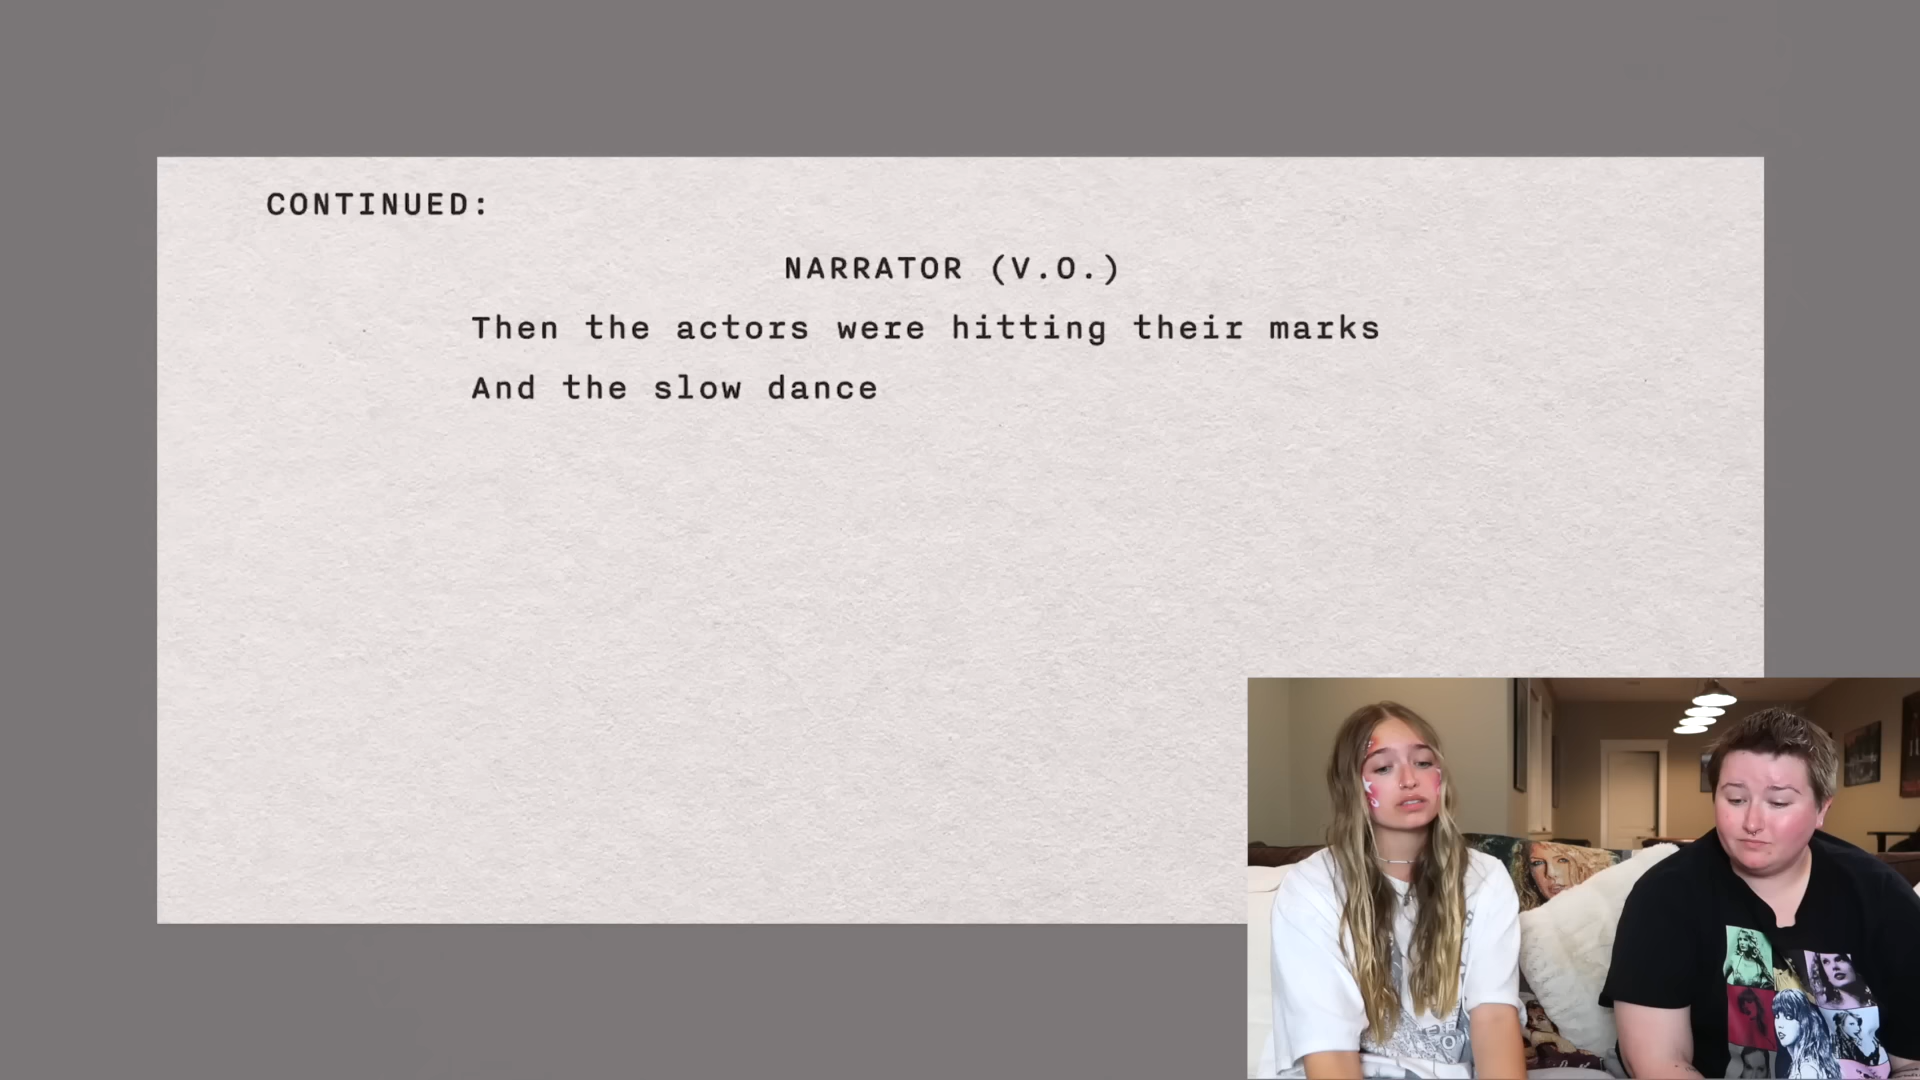 CONTINUED:
NARRATOR (V.O.)
Then the actors were hitting their marks
And the slow dance